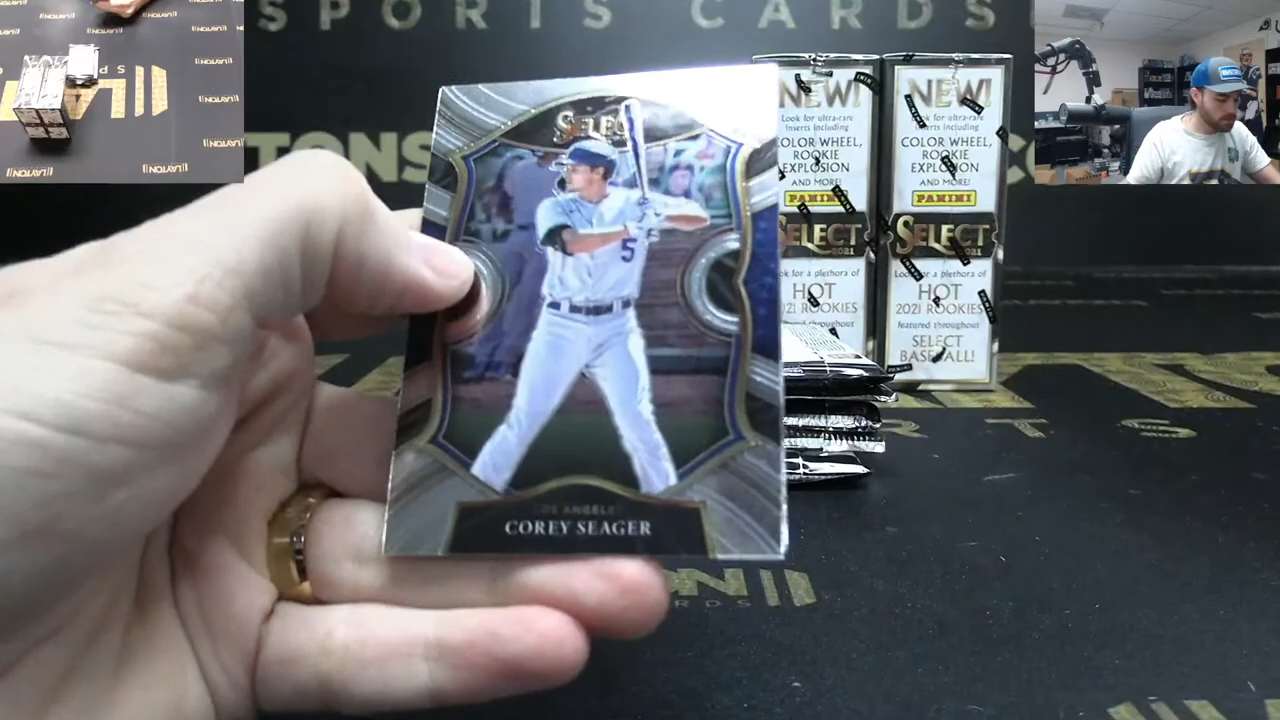 SPORTS CARDS
LAYTON
SELECT
5
LOS ANGELES
COREY SEAGER
NEW!
Look for ultra-rare
inserts including
COLOR WHEEL,
ROOKIE
EXPLOSION
AND MORE!
PANINI
SELECT
2021
for a plethora of
HOT
2021 ROOKIES
featured throughout
NEW!
Look for ultra-rare
inserts including
COLOR WHEEL,
ROOKIE
EXPLOSION
AND MORE!
PANINI
SELECT
2021
Look for a plethora of
HOT
2021 ROOKIES
featured throughout
SELECT
BASEBALL!